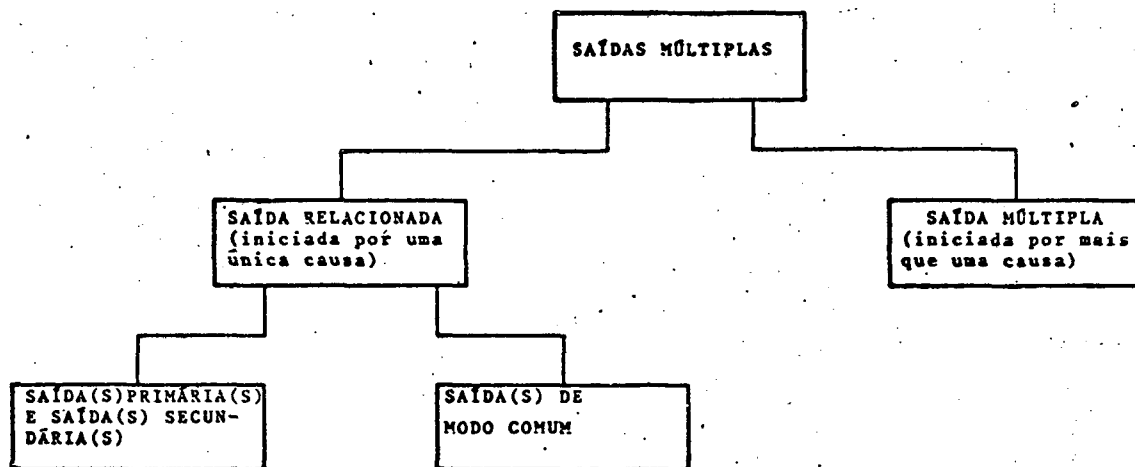 SAÍDAS MÚLTIPLAS
SAÍDA RELACIONADA
(iniciada por uma
única causa)
SAÍDA MÚLTIPLA
(iniciada por mais
que uma causa)
SAÍDA(S)PRIMÁRIA(S)
E SAÍDA(S) SECUN-
DÁRIA(S)
SAÍDA(S) DE
MODO COMUM